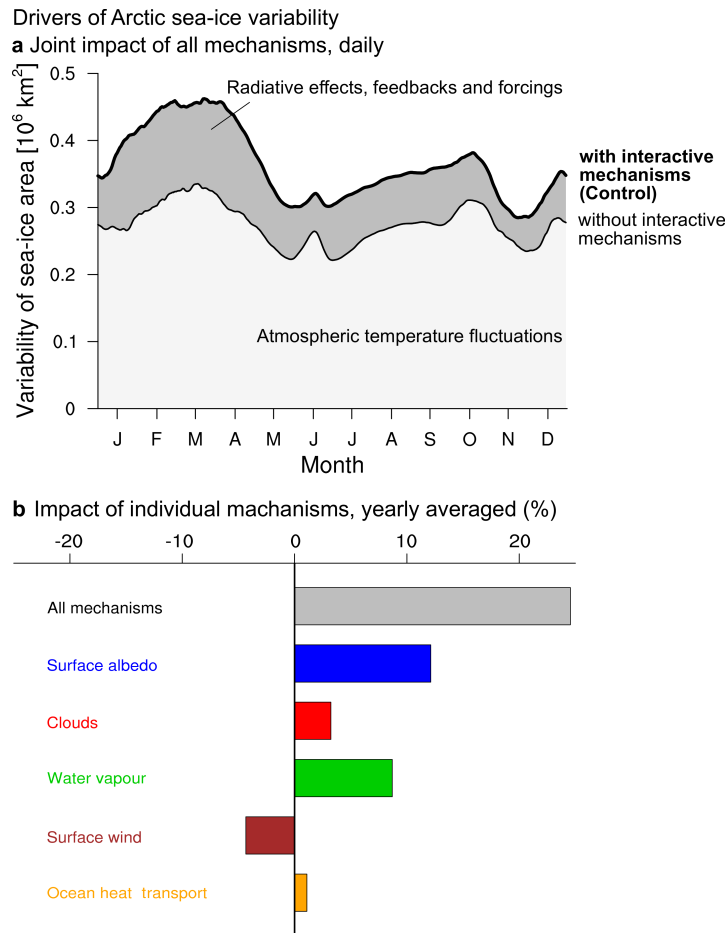 Drivers of Arctic sea-ice variability
a Joint impact of all mechanisms, daily
Variability of sea-ice area [10⁶ km²]
0.5
0.4
0.3
0.2
0.1
0
Radiative effects, feedbacks and forcings
with interactive
mechanisms
(Control)
without interactive
mechanisms
Atmospheric temperature fluctuations
J F M A M J J A S O N D
Month
b Impact of individual machanisms, yearly averaged (%)
-20 -10 0 10 20
All mechanisms
Surface albedo
Clouds
Water vapour
Surface wind
Ocean heat transport